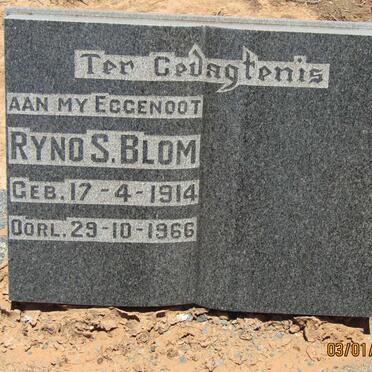 Ter Gedagtenis
AAN MY EGGENOOT
RYNO S. BLOM
GEB. 17-4-1914
OORL. 29-10-1966
03/01/